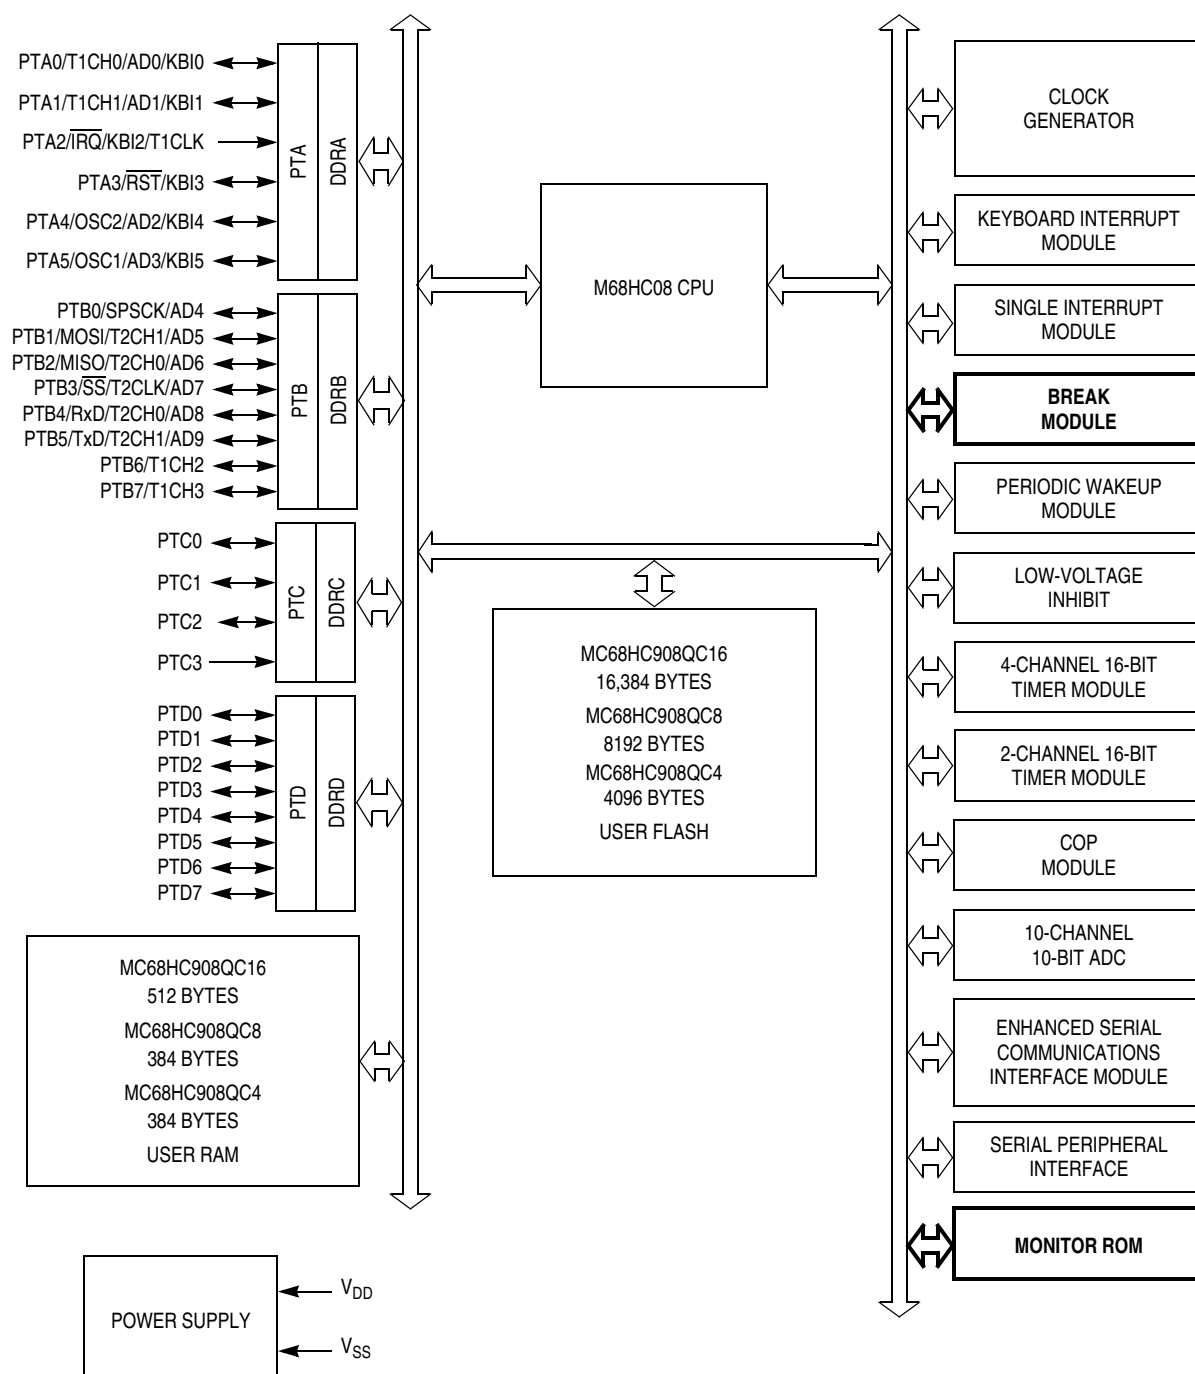 PTA0/T1CH0/AD0/KBI0
PTA1/T1CH1/AD1/KBI1
PTA2/I̅R̅Q̅/KBI2/T1CLK
PTA3/R̅S̅T̅/KBI3
PTA4/OSC2/AD2/KBI4
PTA5/OSC1/AD3/KBI5
PTA
DDRA
PTB0/SPSCK/AD4
PTB1/MOSI/T2CH1/AD5
PTB2/MISO/T2CH0/AD6
PTB3/S̅S̅/T2CLK/AD7
PTB4/RxD/T2CH0/AD8
PTB5/TxD/T2CH1/AD9
PTB6/T1CH2
PTB7/T1CH3
PTB
DDRB
PTC0
PTC1
PTC2
PTC3
PTC
DDRC
PTD0
PTD1
PTD2
PTD3
PTD4
PTD5
PTD6
PTD7
PTD
DDRD
MC68HC908QC16
512 BYTES
MC68HC908QC8
384 BYTES
MC68HC908QC4
384 BYTES
USER RAM
POWER SUPPLY
VDD
VSS
M68HC08 CPU
MC68HC908QC16
16,384 BYTES
MC68HC908QC8
8192 BYTES
MC68HC908QC4
4096 BYTES
USER FLASH
CLOCK
GENERATOR
KEYBOARD INTERRUPT
MODULE
SINGLE INTERRUPT
MODULE
BREAK
MODULE
PERIODIC WAKEUP
MODULE
LOW-VOLTAGE
INHIBIT
4-CHANNEL 16-BIT
TIMER MODULE
2-CHANNEL 16-BIT
TIMER MODULE
COP
MODULE
10-CHANNEL
10-BIT ADC
ENHANCED SERIAL
COMMUNICATIONS
INTERFACE MODULE
SERIAL PERIPHERAL
INTERFACE
MONITOR ROM